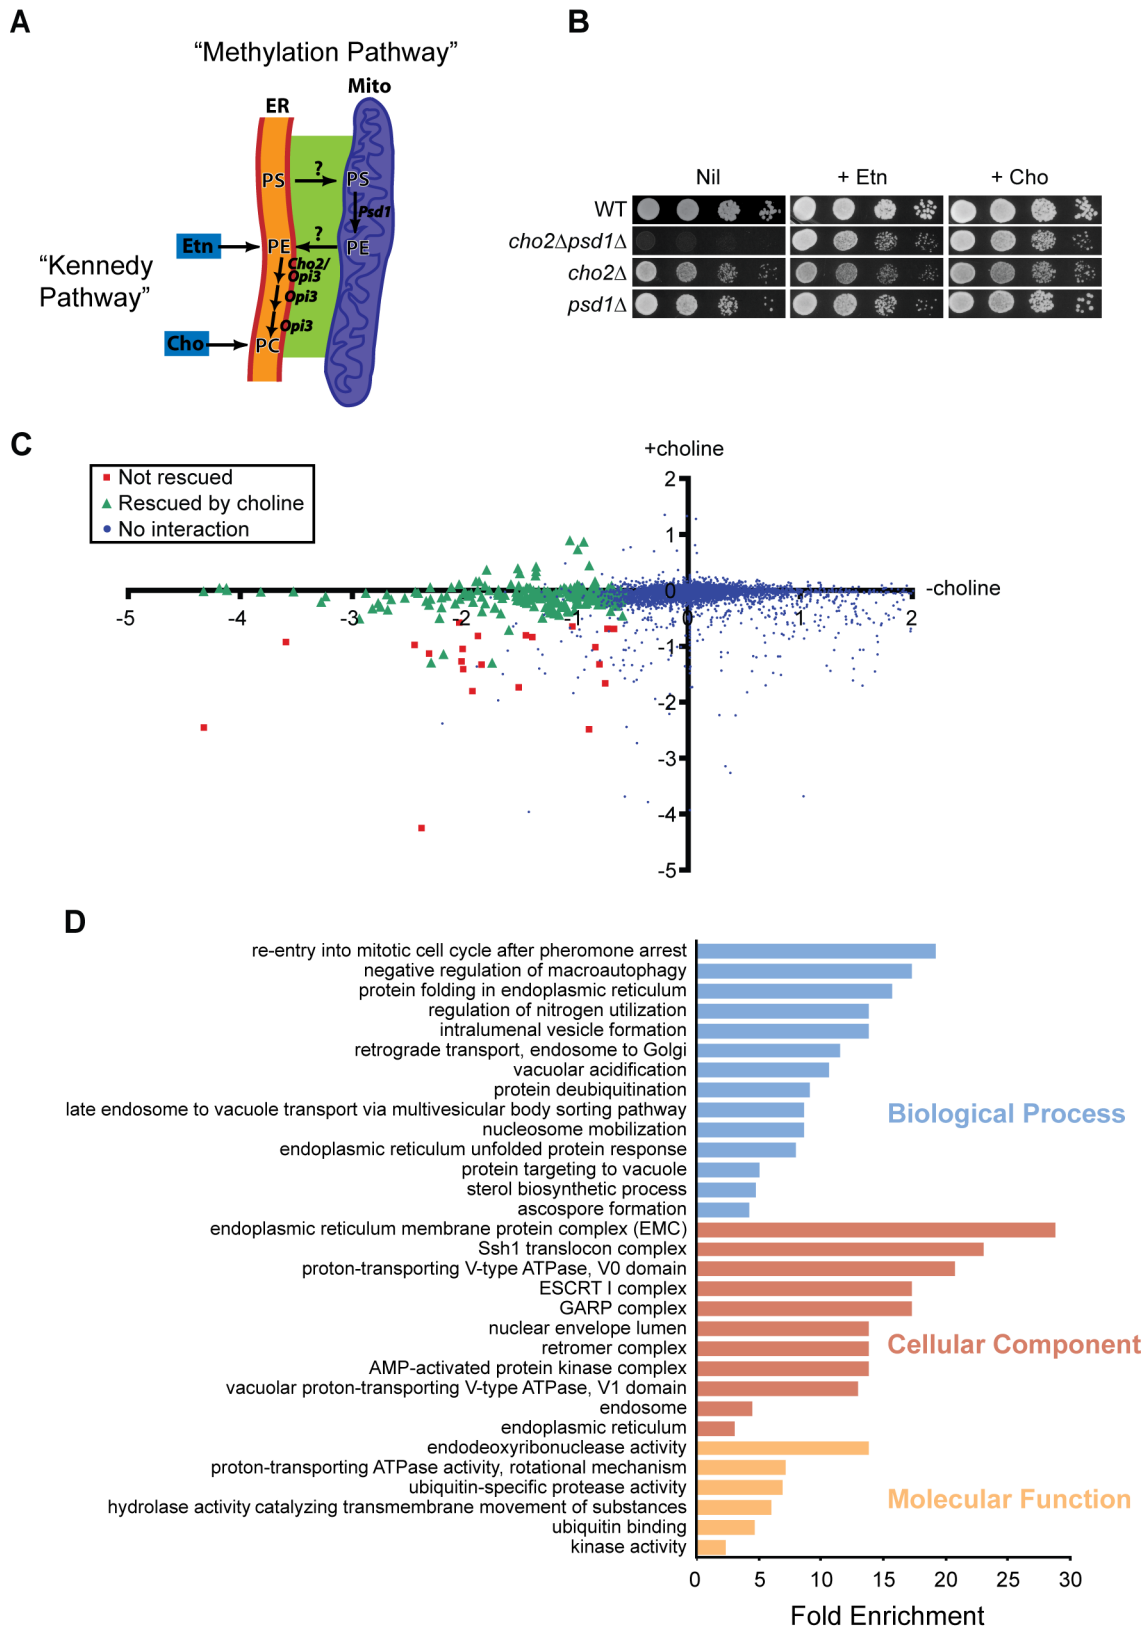 A
“Methylation Pathway”
Mito
ER
PS
?
PS
Psd1
Etn
PE
?
PE
Cho2/
Opi3
“Kennedy
Pathway”
Opi3
Opi3
Cho
PC
B
Nil
+ Etn
+ Cho
WT
cho2Δpsd1Δ
cho2Δ
psd1Δ
C
+choline
Not rescued
Rescued by choline
No interaction
2
1
0
-choline
-5
-4
-3
-2
-1
0
2
-1
-2
-3
-4
-5
D
re-entry into mitotic cell cycle after pheromone arrest
negative regulation of macroautophagy
protein folding in endoplasmic reticulum
regulation of nitrogen utilization
intralumenal vesicle formation
retrograde transport, endosome to Golgi
vacuolar acidification
protein deubiquitination
late endosome to vacuole transport via multivesicular body sorting pathway
Biological Process
nucleosome mobilization
endoplasmic reticulum unfolded protein response
protein targeting to vacuole
sterol biosynthetic process
ascospore formation
endoplasmic reticulum membrane protein complex (EMC)
Ssh1 translocon complex
proton-transporting V-type ATPase, V0 domain
ESCRT I complex
GARP complex
nuclear envelope lumen
retromer complex
Cellular Component
AMP-activated protein kinase complex
vacuolar proton-transporting V-type ATPase, V1 domain
endosome
endoplasmic reticulum
endodeoxyribonuclease activity
proton-transporting ATPase activity, rotational mechanism
ubiquitin-specific protease activity
Molecular Function
hydrolase activity catalyzing transmembrane movement of substances
ubiquitin binding
kinase activity
0
5
10
15
20
25
30
Fold Enrichment